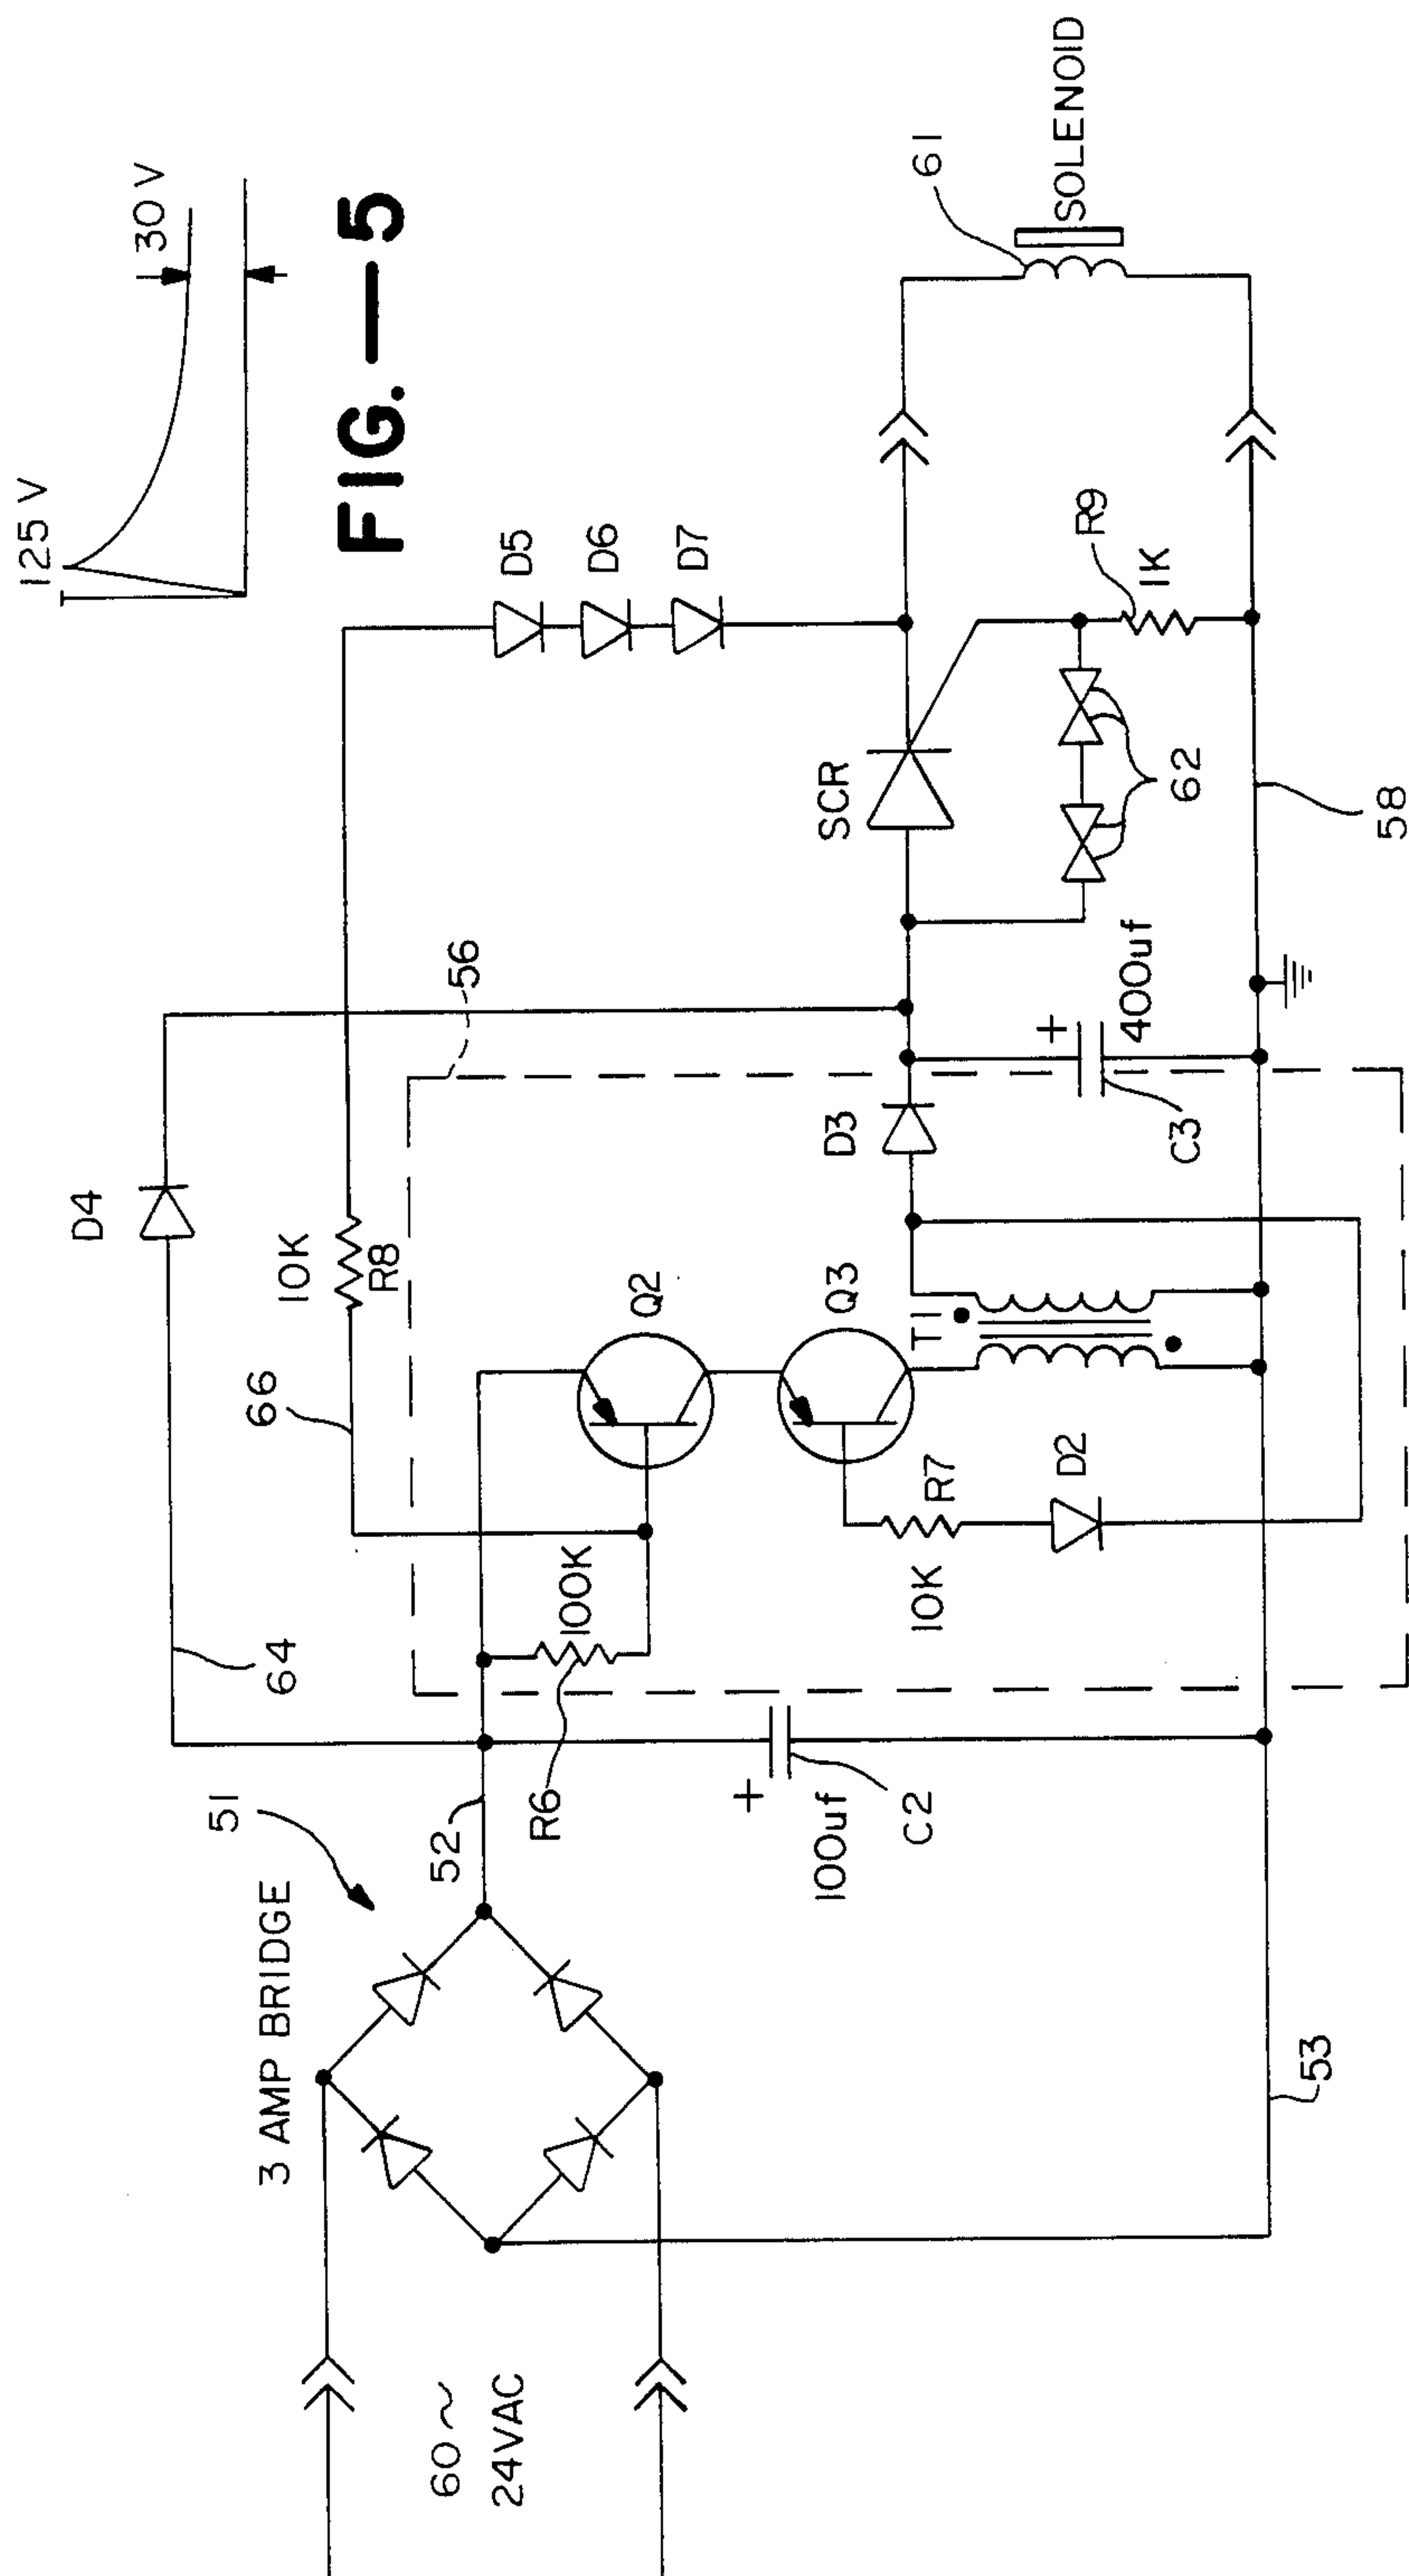 125 V
30 V
FIG.—5
D4
D5
D6
D7
10K
R8
66
64
56
51
3 AMP BRIDGE
52
R6
100K
Q2
Q3
T1
D3
SCR
61
SOLENOID
R9
1K
62
60~
24VAC
+
100uf
C2
10K
R7
D2
+
400uf
C3
58
53